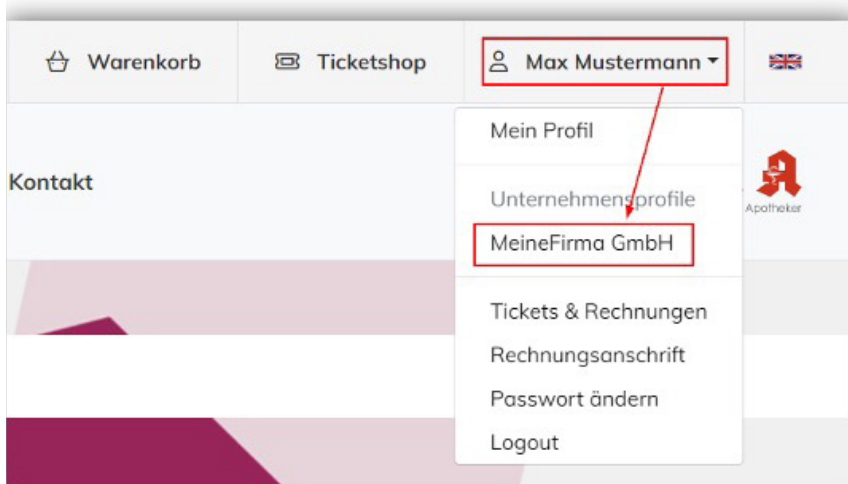 Warenkorb
Ticketshop
Max Mustermann
Mein Profil
Kontakt
Unternehmensprofile
Apotheker
MeineFirma GmbH
Tickets & Rechnungen
Rechnungsanschrift
Passwort ändern
Logout